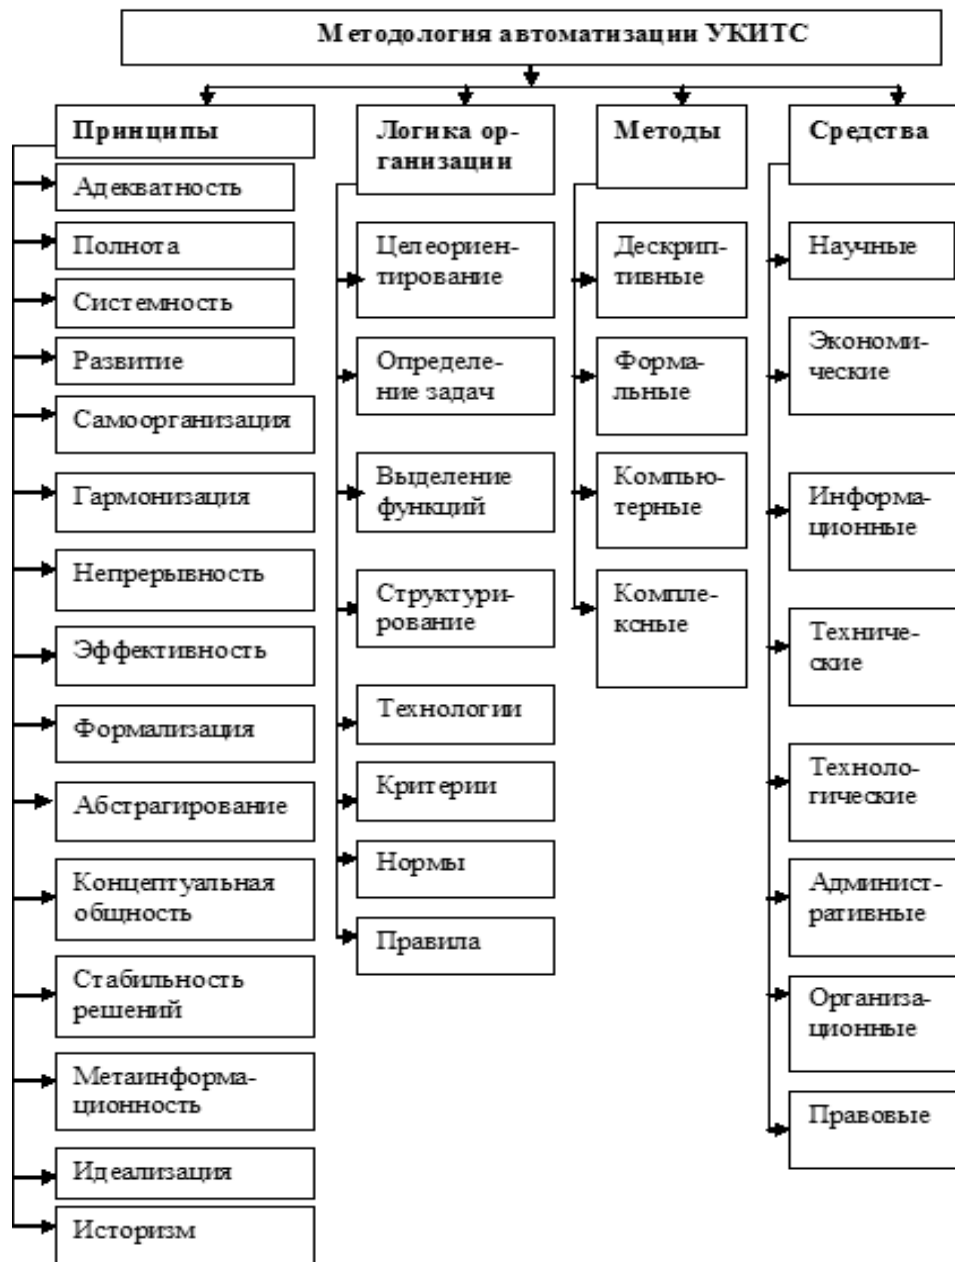 Методология автоматизации УКИТС
Принципы
Адекватность
Полнота
Системность
Развитие
Самоорганизация
Гармонизация
Непрерывность
Эффективность
Формализация
Абстрагирование
Концептуальная
общность
Стабильность
решений
Метаинформа-
ционность
Идеализация
Историзм
Логика ор-
ганизации
Целеориен-
тирование
Определе-
ние задач
Выделение
функций
Структури-
рование
Технологии
Критерии
Нормы
Правила
Методы
Дескрип-
тивные
Форма-
льные
Компью-
терные
Компле-
ксные
Средства
Научные
Экономи-
ческие
Информа-
ционные
Техниче-
ские
Техноло-
гические
Админист-
ративные
Организа-
ционные
Правовые